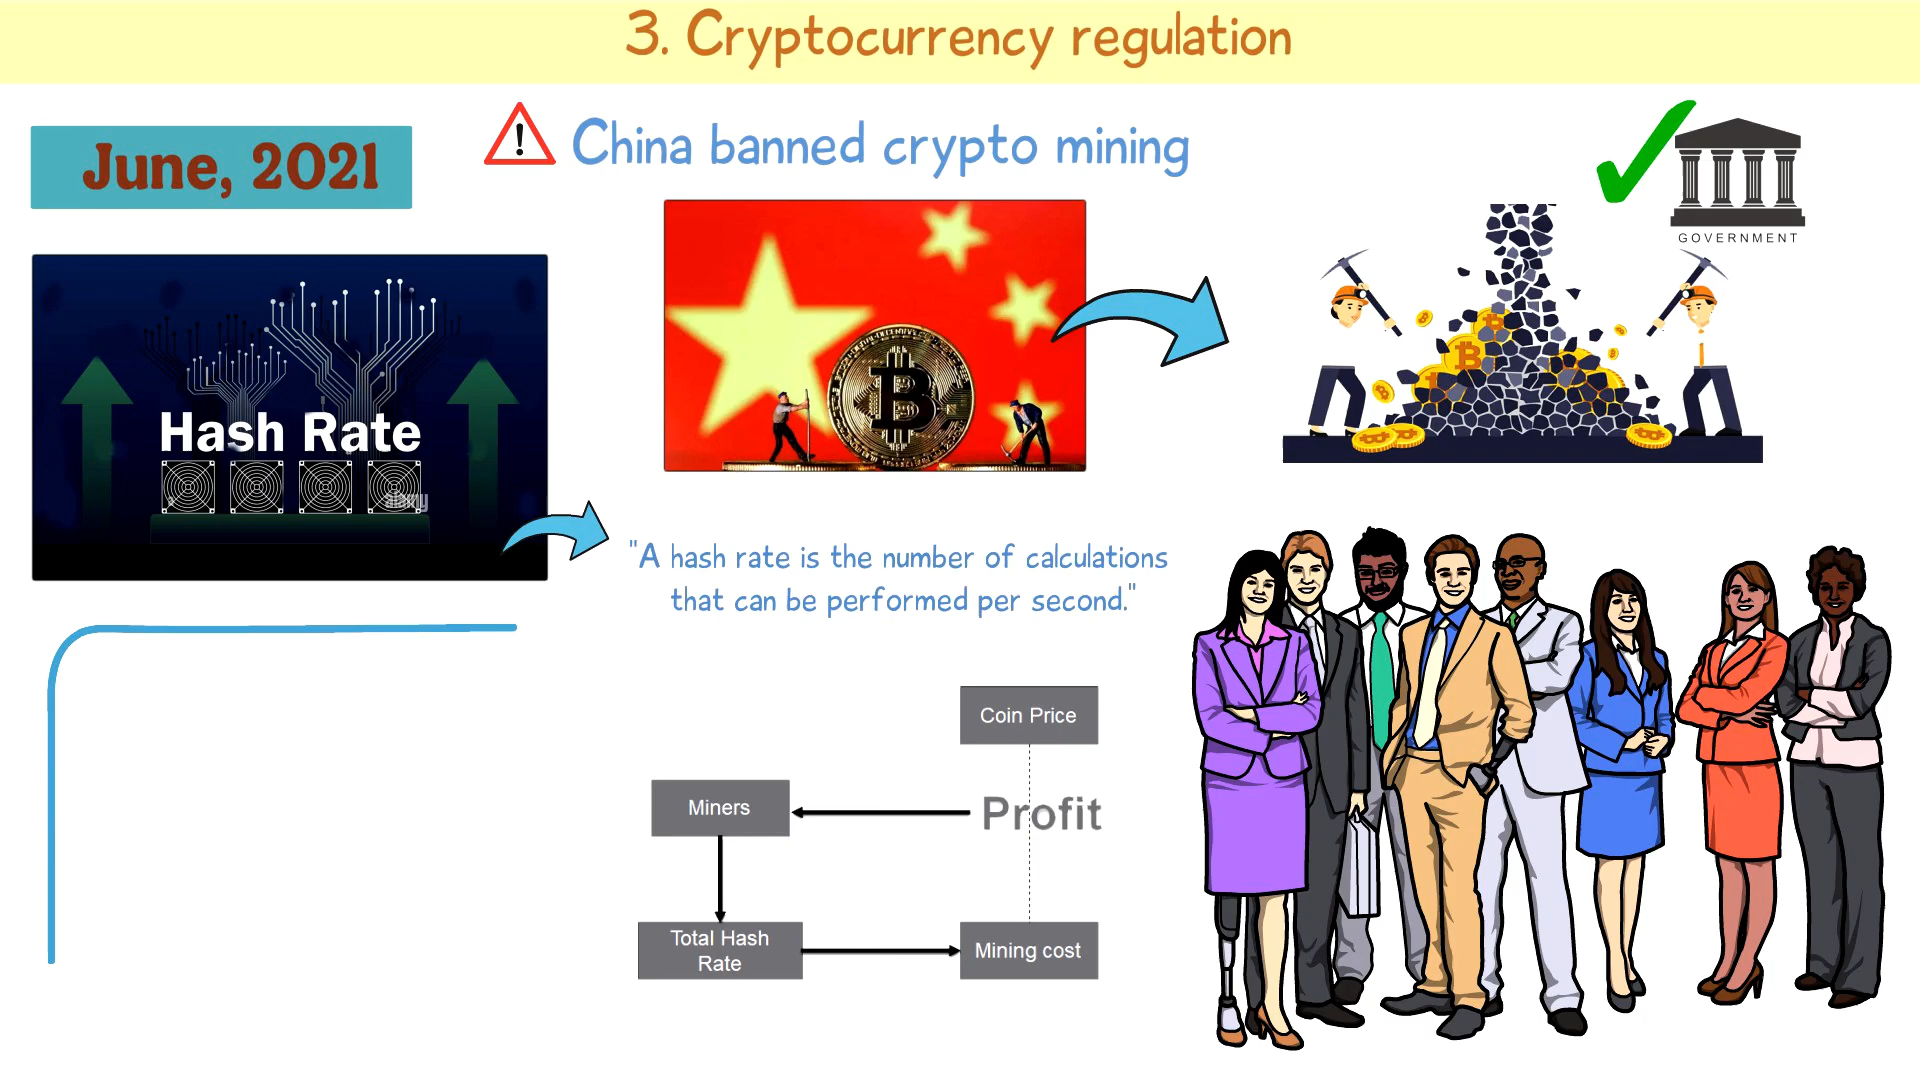 3. Cryptocurrency regulation
June, 2021
China banned crypto mining
GOVERNMENT
Hash Rate
alamy
"A hash rate is the number of calculations
that can be performed per second."
Coin Price
Miners
Profit
Total Hash
Rate
Mining cost